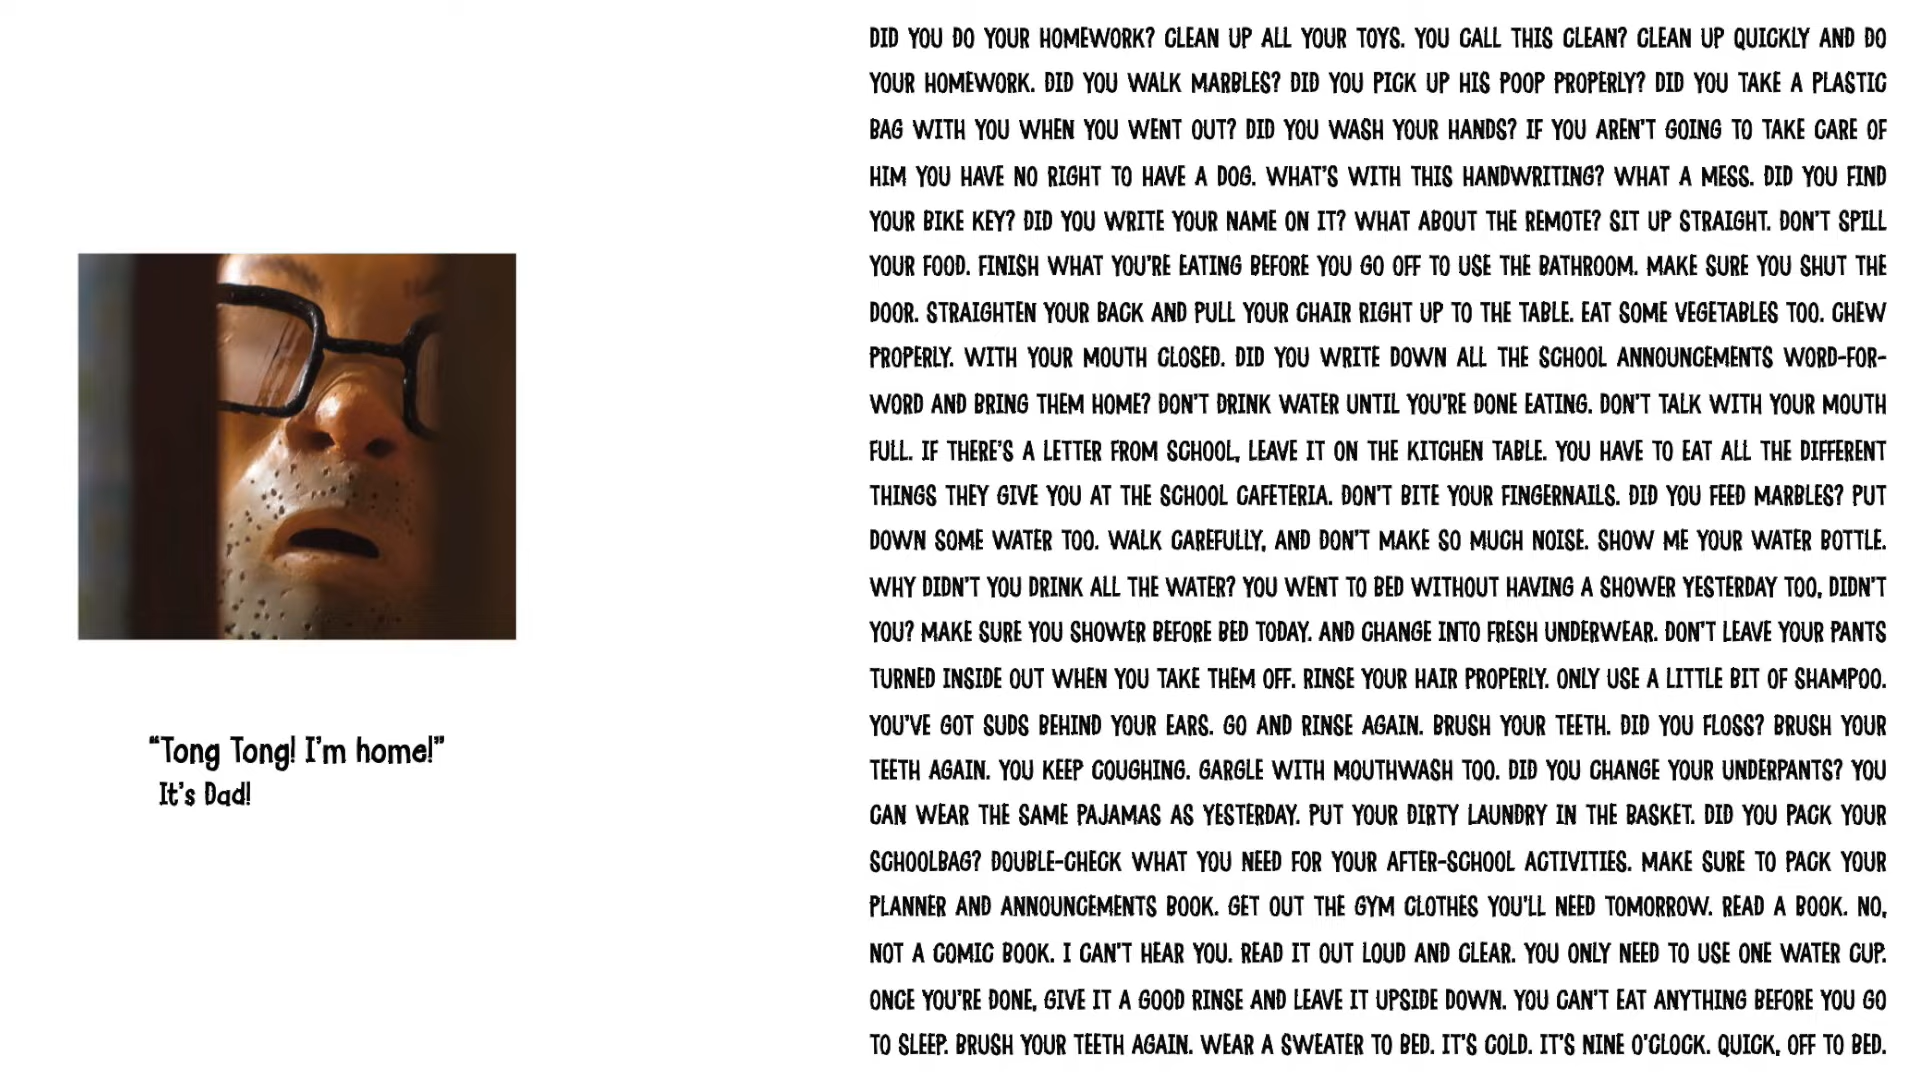 "Tong Tong! I'm home!"
It's Dad!
DID YOU DO YOUR HOMEWORK? CLEAN UP ALL YOUR TOYS. YOU CALL THIS CLEAN? CLEAN UP QUICKLY AND DO
YOUR HOMEWORK. DID YOU WALK MARBLES? DID YOU PICK UP HIS POOP PROPERLY? DID YOU TAKE A PLASTIC
BAG WITH YOU WHEN YOU WENT OUT? DID YOU WASH YOUR HANDS? IF YOU AREN'T GOING TO TAKE CARE OF
HIM YOU HAVE NO RIGHT TO HAVE A DOG. WHAT'S WITH THIS HANDWRITING? WHAT A MESS. DID YOU FIND
YOUR BIKE KEY? DID YOU WRITE YOUR NAME ON IT? WHAT ABOUT THE REMOTE? SIT UP STRAIGHT. DON'T SPILL
YOUR FOOD. FINISH WHAT YOU'RE EATING BEFORE YOU GO OFF TO USE THE BATHROOM. MAKE SURE YOU SHUT THE
DOOR. STRAIGHTEN YOUR BACK AND PULL YOUR CHAIR RIGHT UP TO THE TABLE. EAT SOME VEGETABLES TOO. CHEW
PROPERLY. WITH YOUR MOUTH CLOSED. DID YOU WRITE DOWN ALL THE SCHOOL ANNOUNCEMENTS WORD-FOR-
WORD AND BRING THEM HOME? DON'T DRINK WATER UNTIL YOU'RE DONE EATING. DON'T TALK WITH YOUR MOUTH
FULL. IF THERE'S A LETTER FROM SCHOOL, LEAVE IT ON THE KITCHEN TABLE. YOU HAVE TO EAT ALL THE DIFFERENT
THINGS THEY GIVE YOU AT THE SCHOOL CAFETERIA. DON'T BITE YOUR FINGERNAILS. DID YOU FEED MARBLES? PUT
DOWN SOME WATER TOO. WALK CAREFULLY, AND DON'T MAKE SO MUCH NOISE. SHOW ME YOUR WATER BOTTLE.
WHY DIDN'T YOU DRINK ALL THE WATER? YOU WENT TO BED WITHOUT HAVING A SHOWER YESTERDAY TOO, DIDN'T
YOU? MAKE SURE YOU SHOWER BEFORE BED TODAY. AND CHANGE INTO FRESH UNDERWEAR. DON'T LEAVE YOUR PANTS
TURNED INSIDE OUT WHEN YOU TAKE THEM OFF. RINSE YOUR HAIR PROPERLY. ONLY USE A LITTLE BIT OF SHAMPOO.
YOU'VE GOT SUDS BEHIND YOUR EARS. GO AND RINSE AGAIN. BRUSH YOUR TEETH. DID YOU FLOSS? BRUSH YOUR
TEETH AGAIN. YOU KEEP COUGHING. GARGLE WITH MOUTHWASH TOO. DID YOU CHANGE YOUR UNDERPANTS? YOU
CAN WEAR THE SAME PAJAMAS AS YESTERDAY. PUT YOUR DIRTY LAUNDRY IN THE BASKET. DID YOU PACK YOUR
SCHOOLBAG? DOUBLE-CHECK WHAT YOU NEED FOR YOUR AFTER-SCHOOL ACTIVITIES. MAKE SURE TO PACK YOUR
PLANNER AND ANNOUNCEMENTS BOOK. GET OUT THE GYM CLOTHES YOU'LL NEED TOMORROW. READ A BOOK. NO,
NOT A COMIC BOOK. I CAN'T HEAR YOU. READ IT OUT LOUD AND CLEAR. YOU ONLY NEED TO USE ONE WATER CUP.
ONCE YOU'RE DONE, GIVE IT A GOOD RINSE AND LEAVE IT UPSIDE DOWN. YOU CAN'T EAT ANYTHING BEFORE YOU GO
TO SLEEP. BRUSH YOUR TEETH AGAIN. WEAR A SWEATER TO BED. IT'S COLD. IT'S NINE O'CLOCK. QUICK, OFF TO BED.